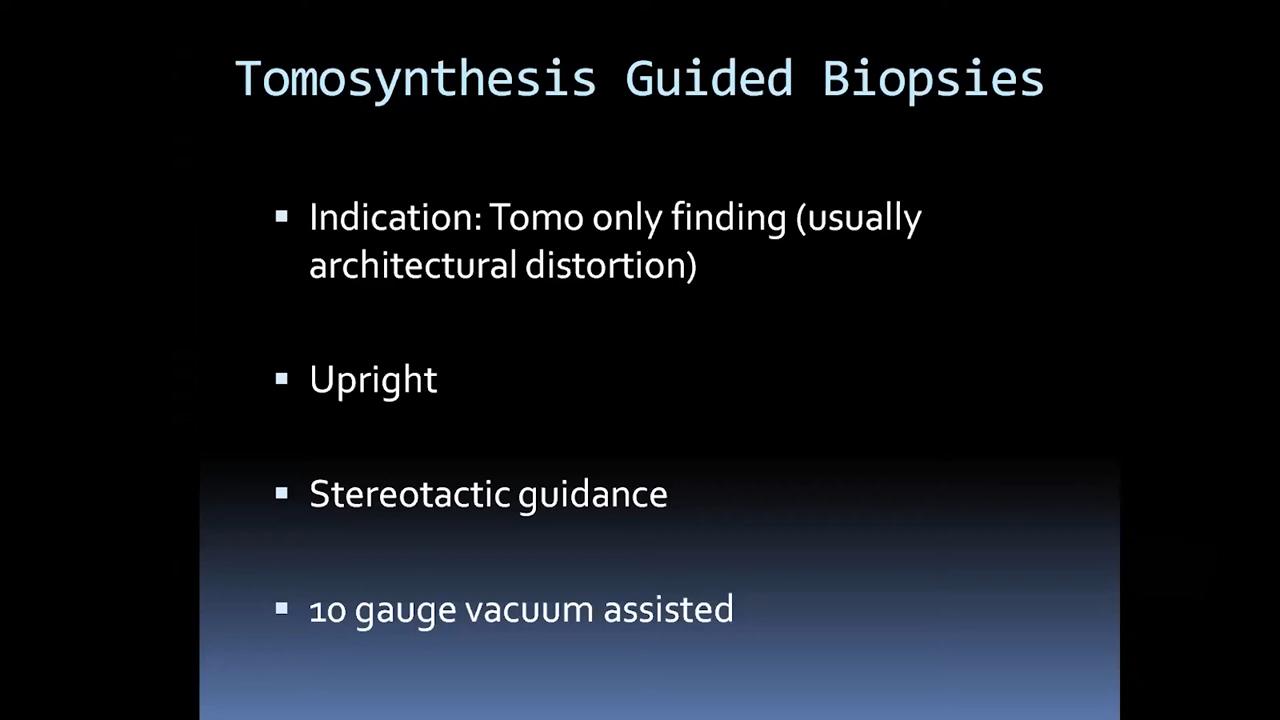 Tomosynthesis Guided Biopsies
▪ Indication: Tomo only finding (usually
architectural distortion)
▪ Upright
▪ Stereotactic guidance
▪ 10 gauge vacuum assisted